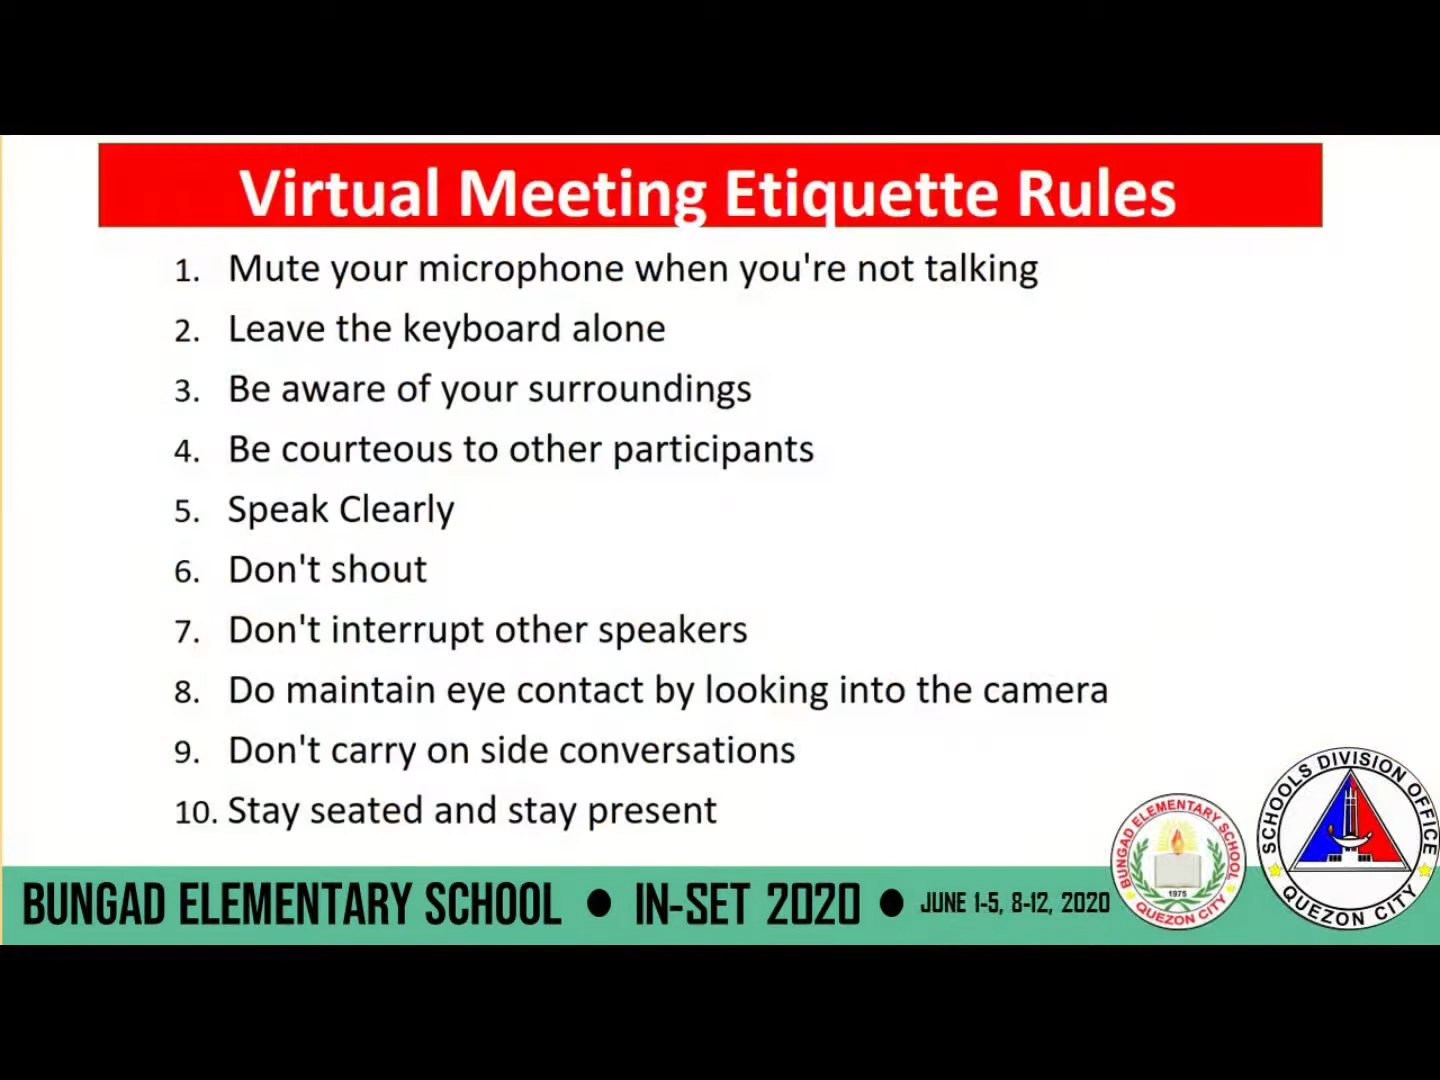 Virtual Meeting Etiquette Rules
1. Mute your microphone when you're not talking
2. Leave the keyboard alone
3. Be aware of your surroundings
4. Be courteous to other participants
5. Speak Clearly
6. Don't shout
7. Don't interrupt other speakers
8. Do maintain eye contact by looking into the camera
9. Don't carry on side conversations
10. Stay seated and stay present
BUNGAD ELEMENTARY SCHOOL ● IN-SET 2020 ● JUNE 1-5, 8-12, 2020
BUNGAD ELEMENTARY SCHOOL
1975
QUEZON CITY
SCHOOLS DIVISION OFFICE
QUEZON CITY